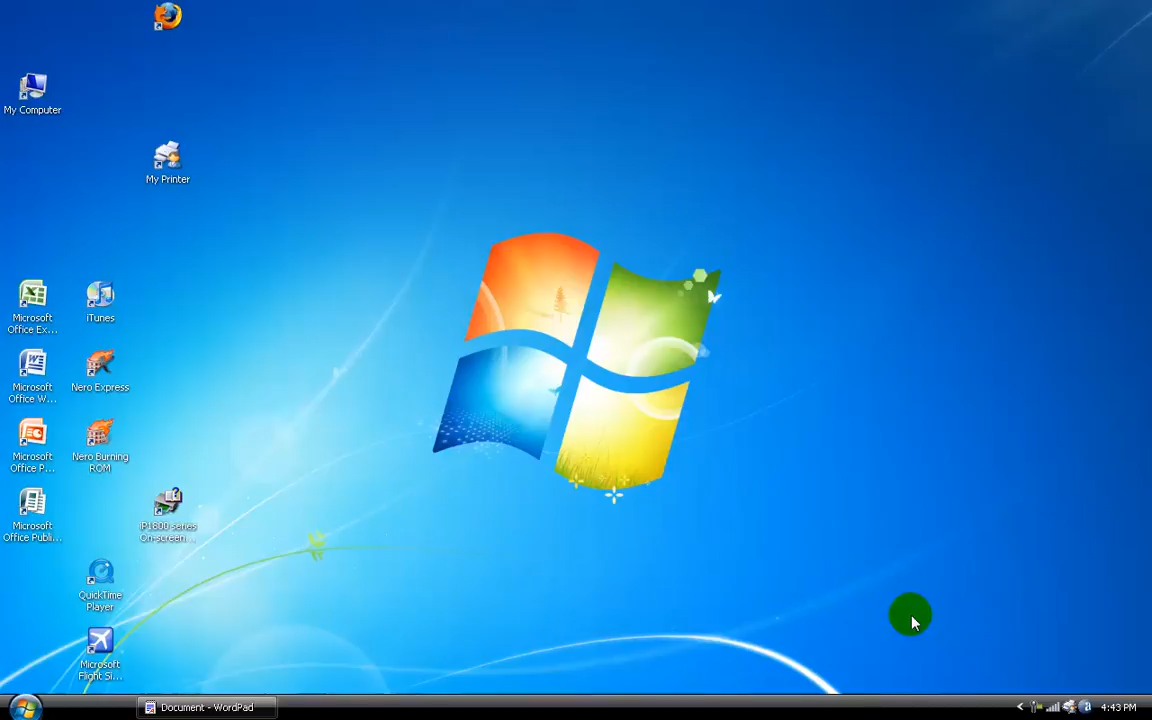 My Computer
My Printer
Microsoft
Office Ex...
iTunes
Microsoft
Office W...
Nero Express
Microsoft
Office P...
Nero Burning
ROM
Microsoft
Office Publi...
iP1800 series
On-screen...
QuickTime
Player
Microsoft
Flight Si...
Document - WordPad
4:43 PM